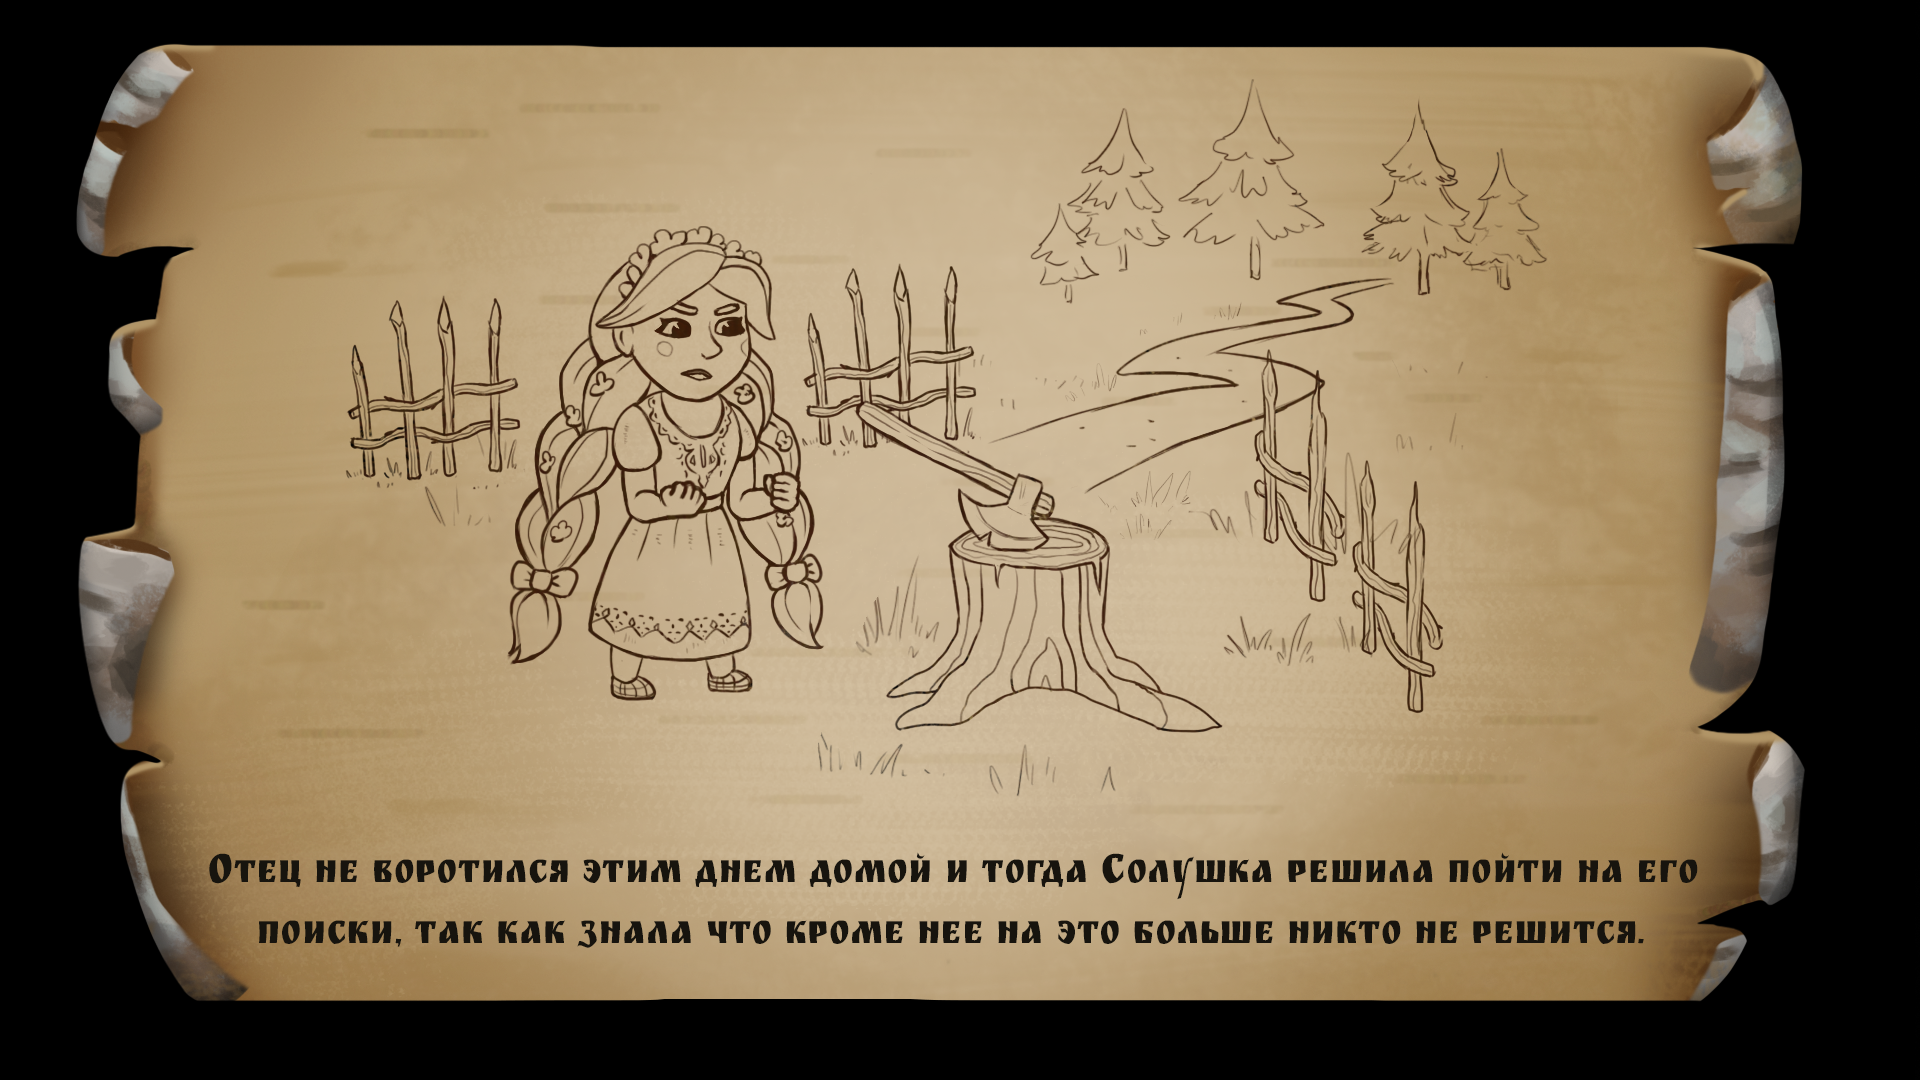 Отец не воротился этим днем домой и тогда Солушка решила пойти на его
поиски, так как знала что кроме нее на это больше никто не решится.